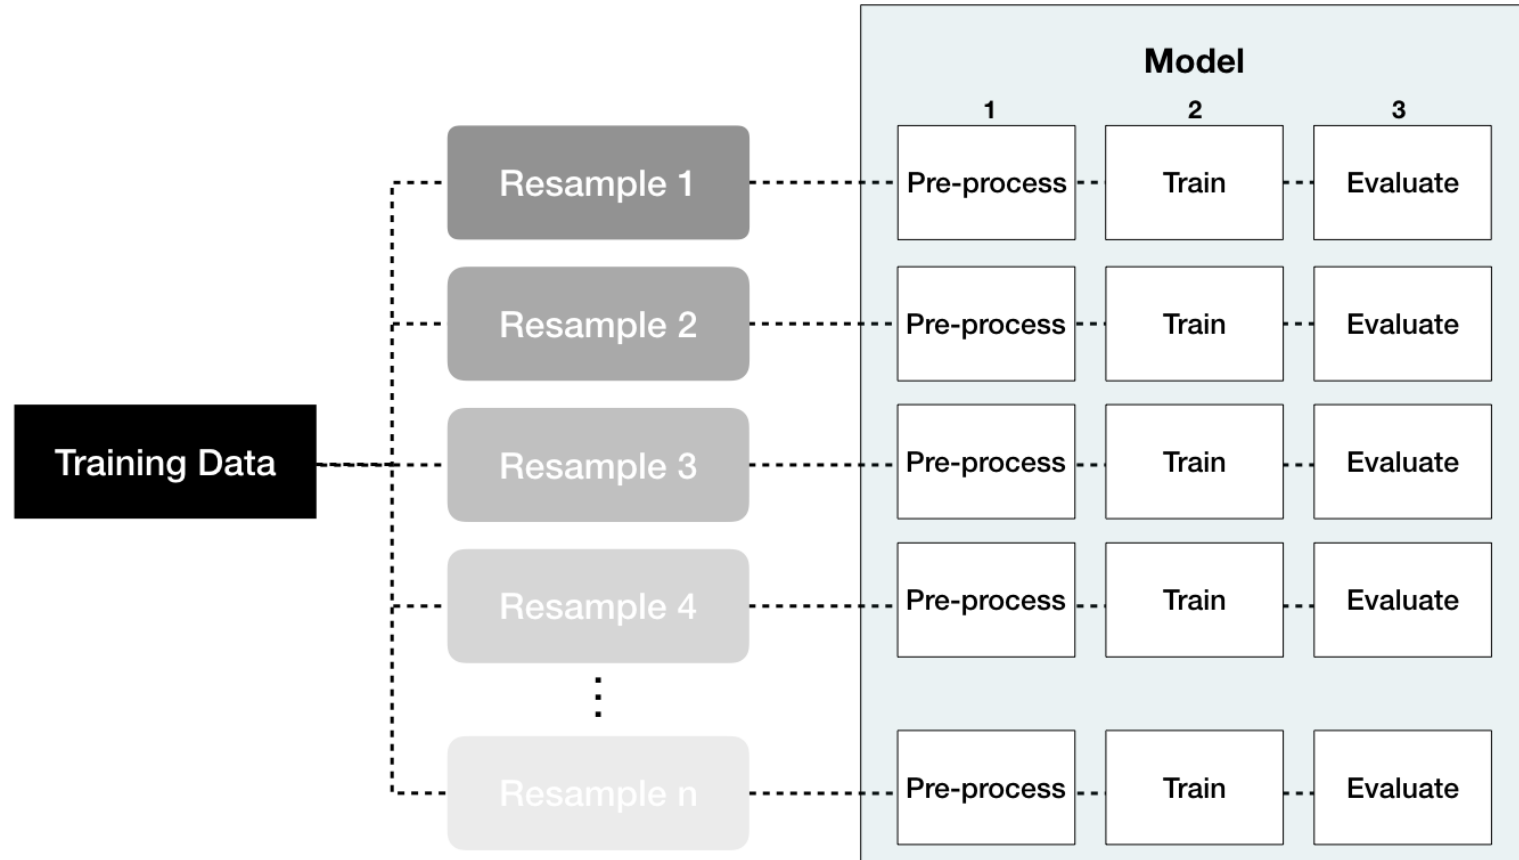 Model
1 2 3
Resample 1 Pre-process Train Evaluate
Resample 2 Pre-process Train Evaluate
Training Data Resample 3 Pre-process Train Evaluate
Resample 4 Pre-process Train Evaluate
Resample n Pre-process Train Evaluate